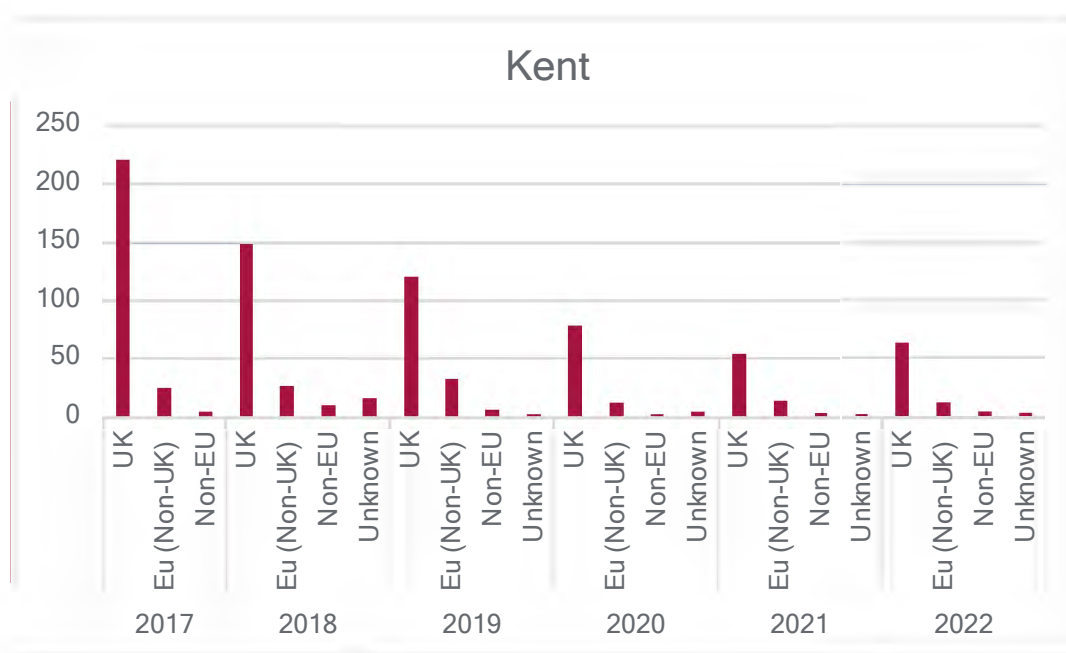 Kent
250
200
150
100
50
0
UK
Eu (Non-UK)
Non-EU
UK
Eu (Non-UK)
Non-EU
Unknown
UK
Eu (Non-UK)
Non-EU
Unknown
UK
Eu (Non-UK)
Non-EU
Unknown
UK
Eu (Non-UK)
Non-EU
Unknown
UK
Eu (Non-UK)
Non-EU
Unknown
2017 2018 2019 2020 2021 2022